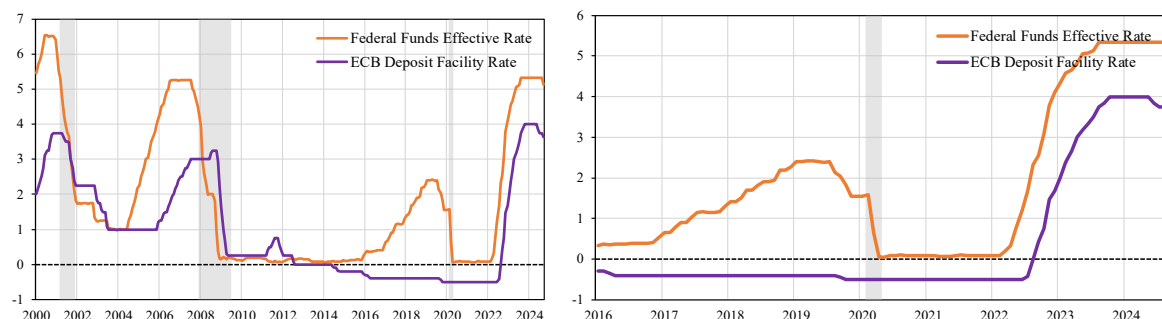 7
6
5
4
3
2
1
0
-1
Federal Funds Effective Rate
ECB Deposit Facility Rate
2000 2002 2004 2006 2008 2010 2012 2014 2016 2018 2020 2022 2024
6
5
4
3
2
1
0
-1
Federal Funds Effective Rate
ECB Deposit Facility Rate
2016 2017 2018 2019 2020 2021 2022 2023 2024